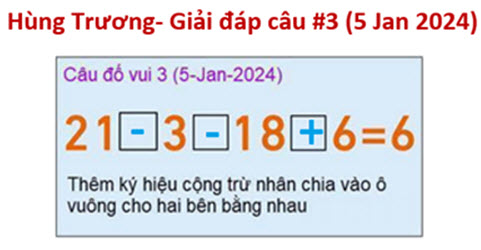 Hùng Trương- Giải đáp câu #3 (5 Jan 2024)
Câu đố vui 3 (5-Jan-2024)
21-3-18+6=6
Thêm ký hiệu cộng trừ nhân chia vào ô
vuông cho hai bên bằng nhau